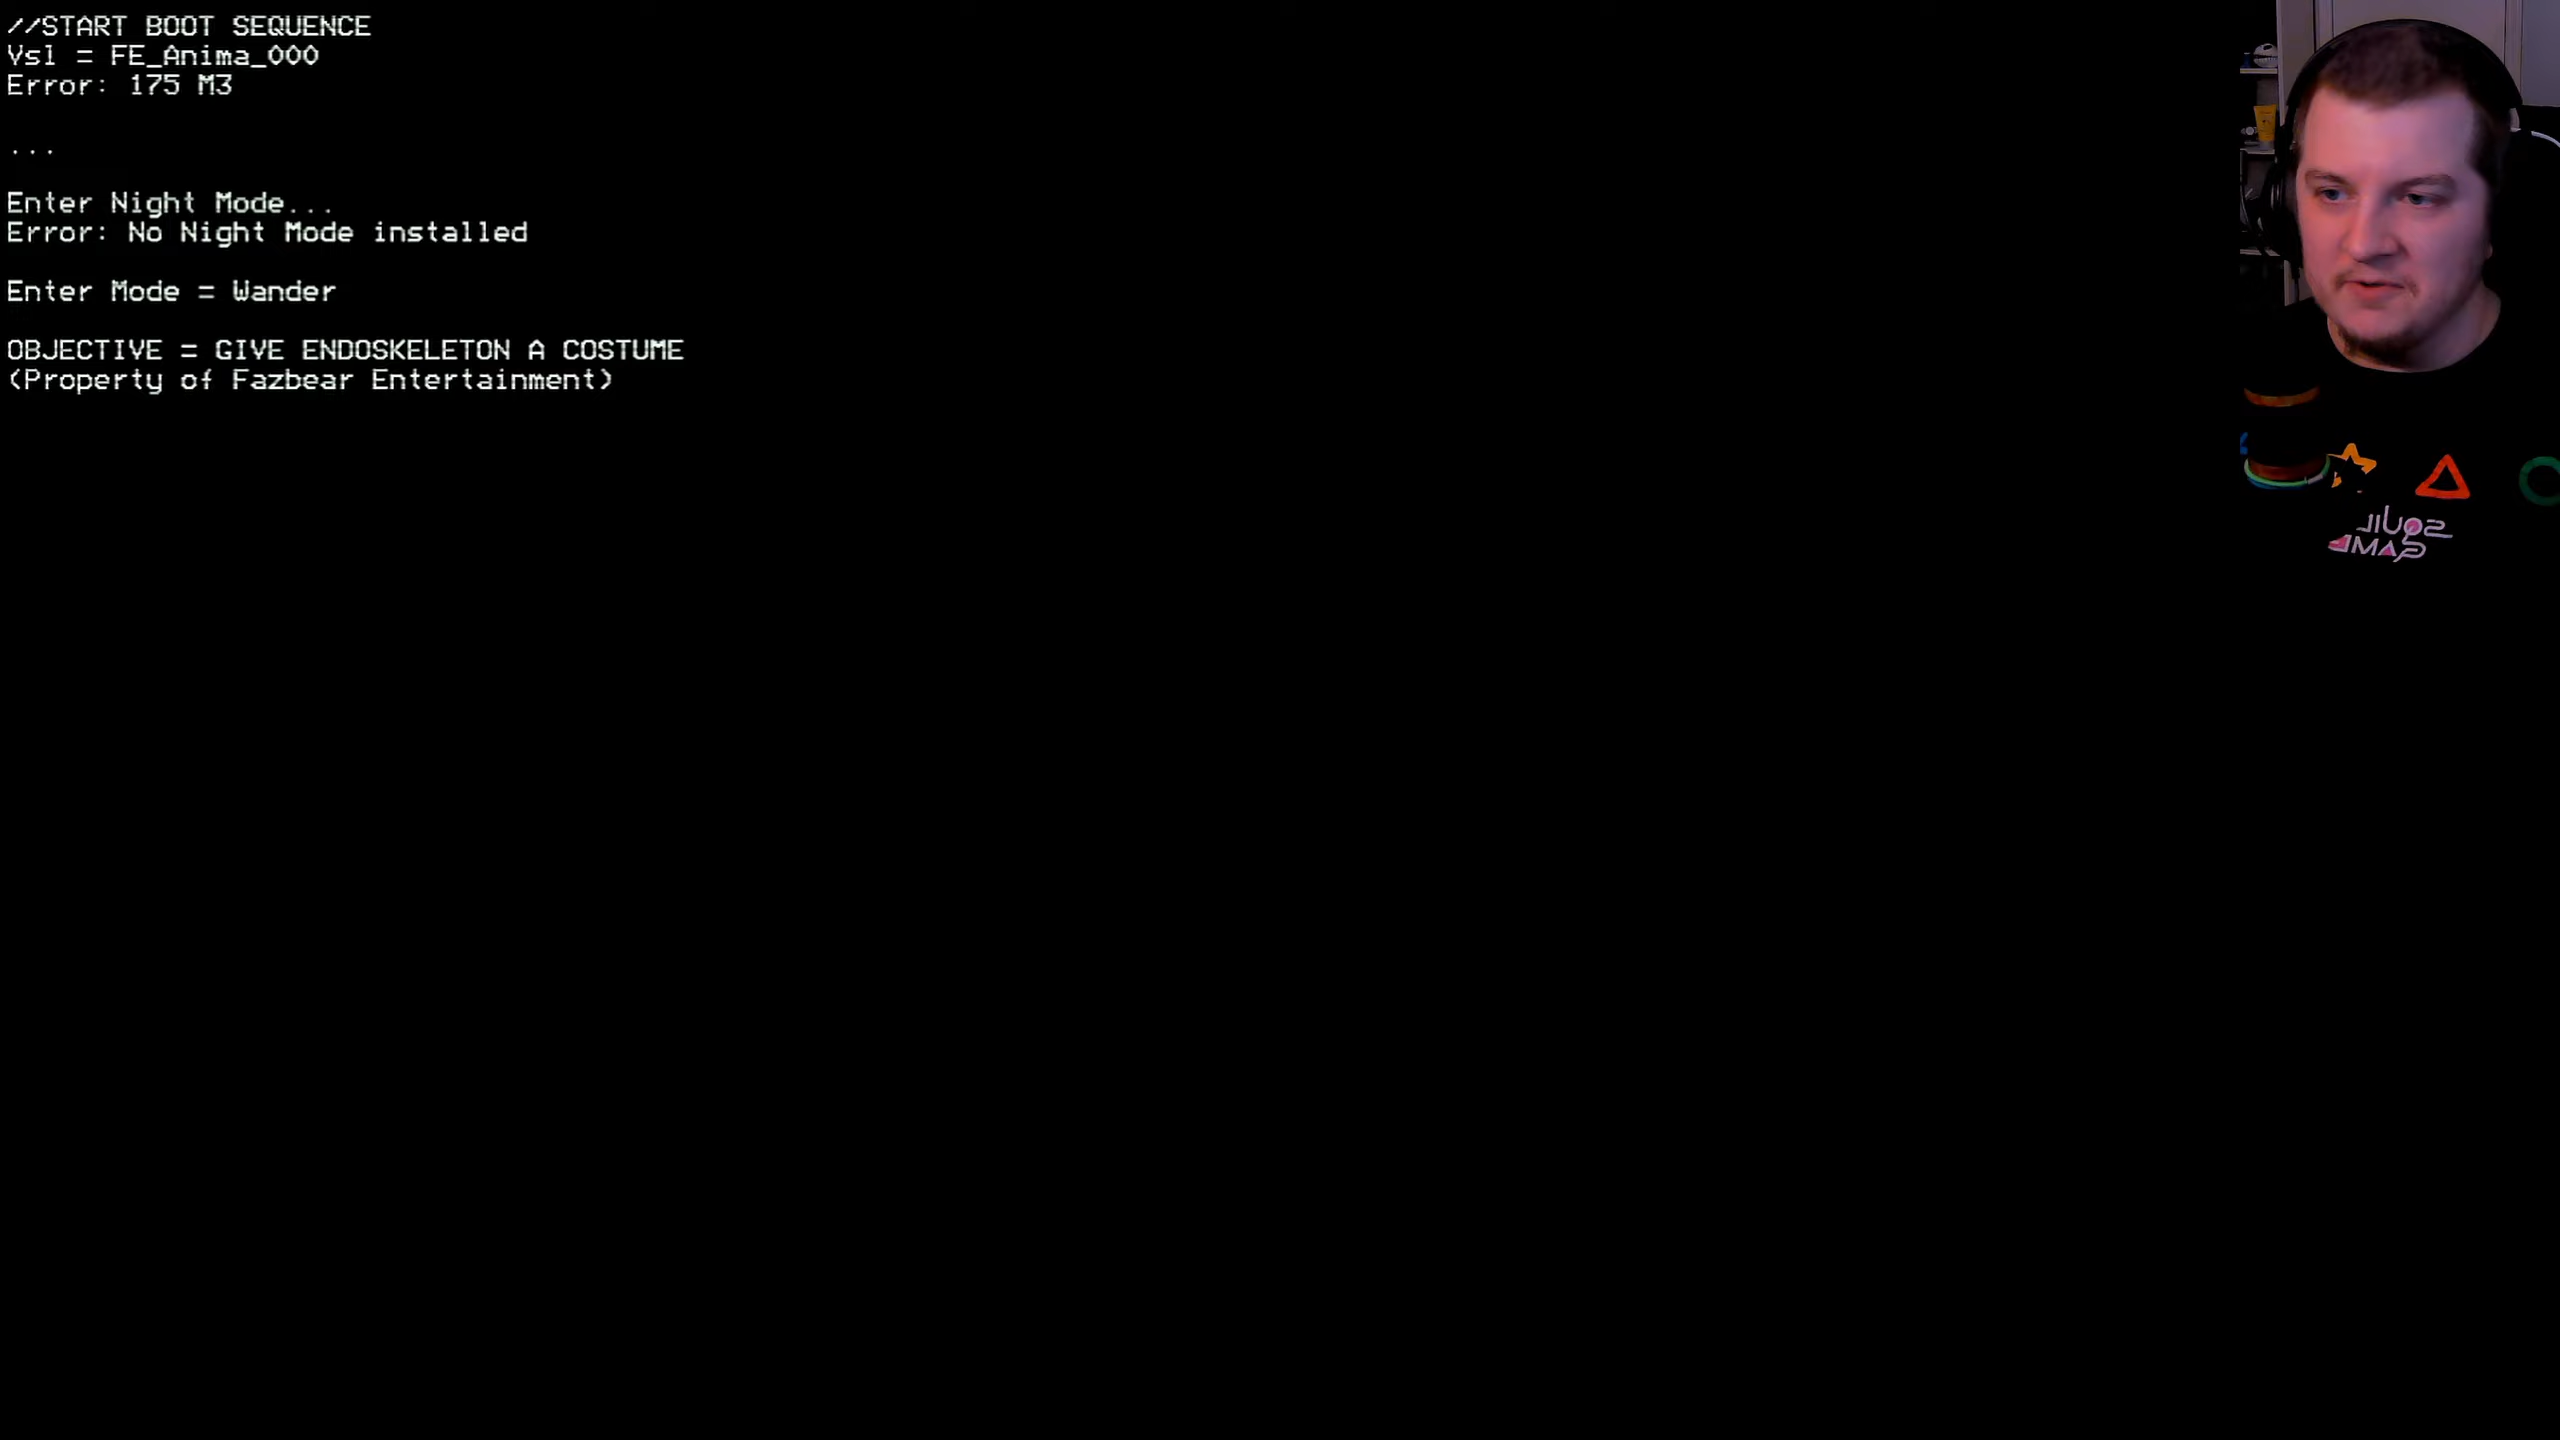 //START BOOT SEQUENCE
Vsl = FE_Anima_000
Error: 175 M3
...
Enter Night Mode...
Error: No Night Mode installed
Enter Mode = Wander
OBJECTIVE = GIVE ENDOSKELETON A COSTUME
(Property of Fazbear Entertainment)